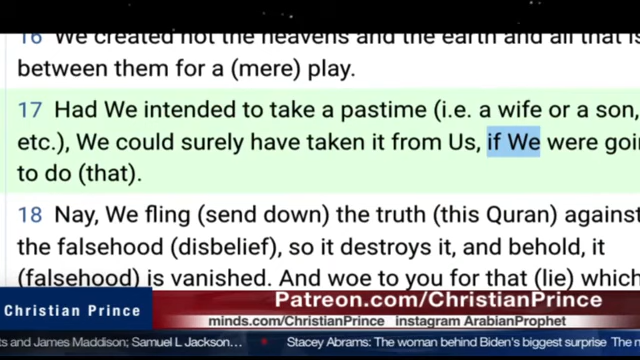 16 We created not the heavens and the earth and all that is
between them for a (mere) play.
17 Had We intended to take a pastime (i.e. a wife or a son,
etc.), We could surely have taken it from Us, if We were goi
to do (that).
18 Nay, We fling (send down) the truth (this Quran) against
the falsehood (disbelief), so it destroys it, and behold, it
(falsehood) is vanished. And woe to you for that (lie) which
Christian Prince
Patreon.com/ChristianPrince
minds.com/ChristianPrince instagram ArabianProphet
ts and James Maddison; Samuel L Jackson... Stacey Abrams: The woman behind Biden's biggest surprise The n